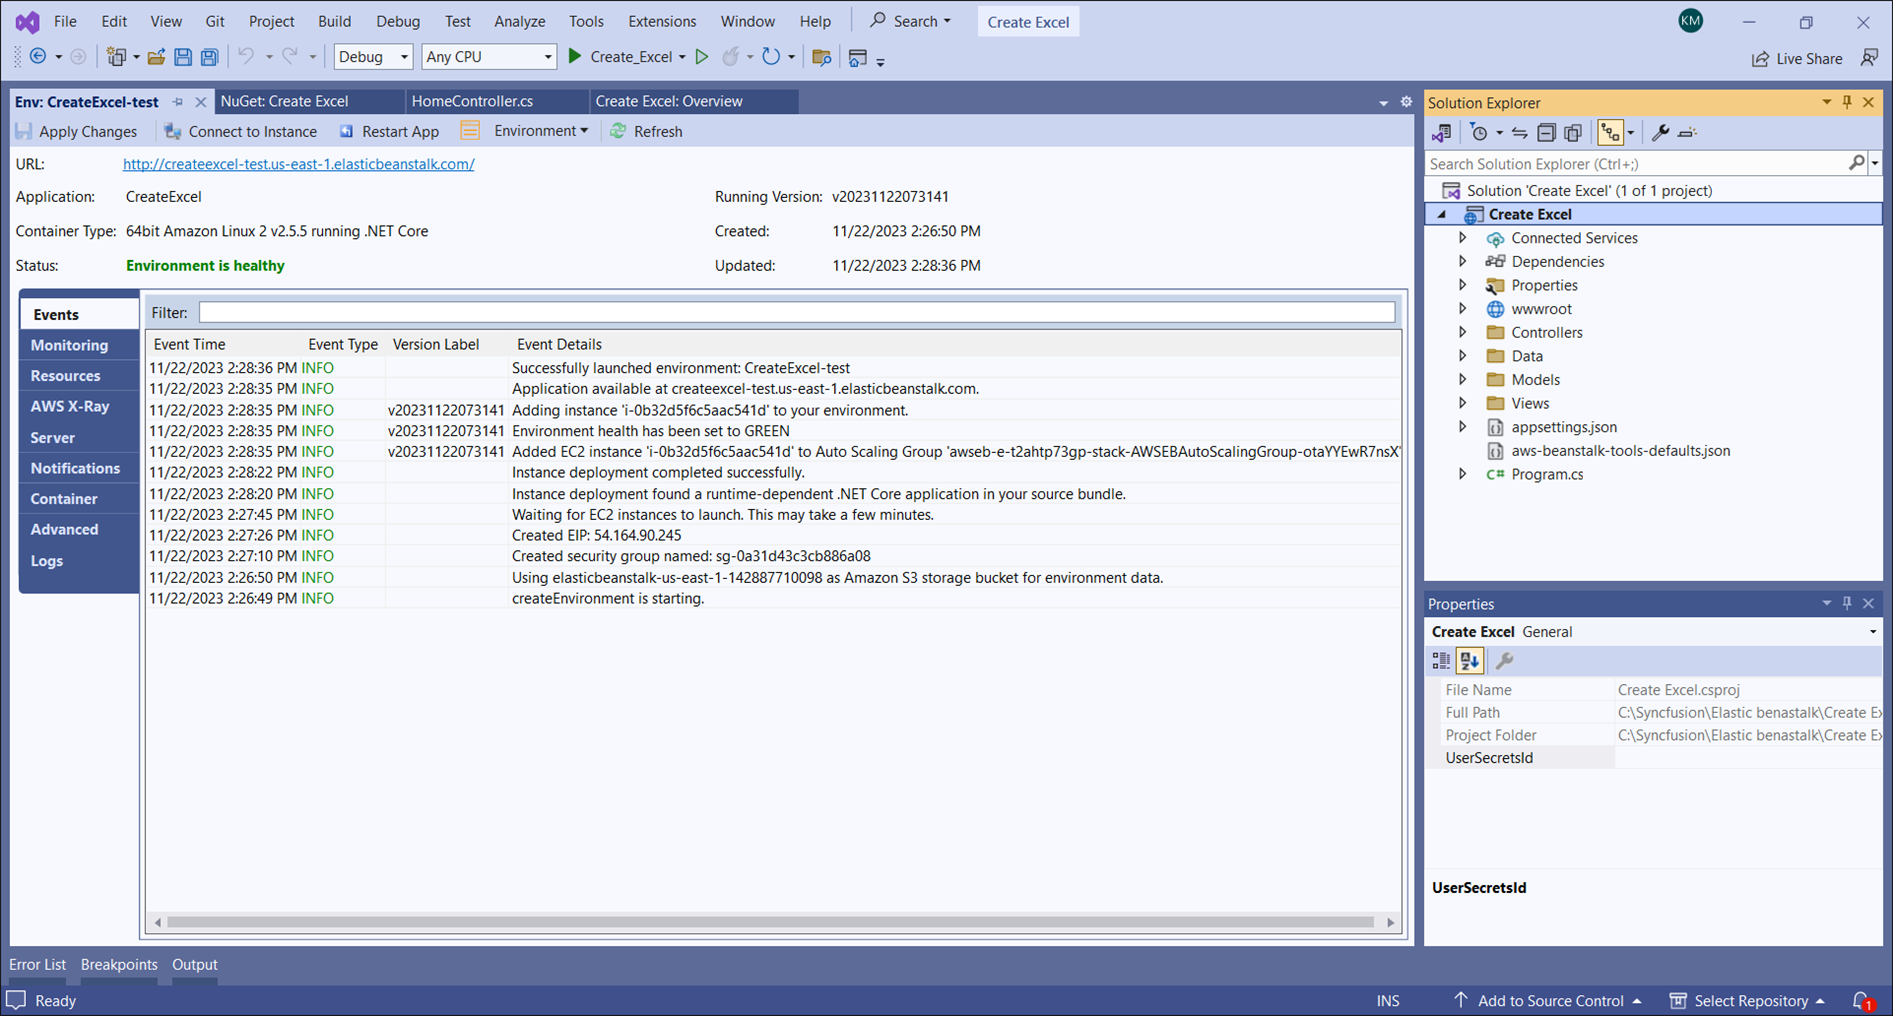 File Edit View Git Project Build Debug Test Analyze Tools Extensions Window Help Search Create Excel KM
Debug Any CPU Create_Excel Live Share
Env: CreateExcel-test NuGet: Create Excel HomeController.cs Create Excel: Overview
Apply Changes Connect to Instance Restart App Environment Refresh
URL: http://createexcel-test.us-east-1.elasticbeanstalk.com/
Application: CreateExcel Running Version: v20231122073141
Container Type: 64bit Amazon Linux 2 v2.5.5 running .NET Core Created: 11/22/2023 2:26:50 PM
Status: Environment is healthy Updated: 11/22/2023 2:28:36 PM
Events
Monitoring
Resources
AWS X-Ray
Server
Notifications
Container
Advanced
Logs
Filter:
Event Time Event Type Version Label Event Details
11/22/2023 2:28:36 PM INFO Successfully launched environment: CreateExcel-test
11/22/2023 2:28:35 PM INFO Application available at createexcel-test.us-east-1.elasticbeanstalk.com.
11/22/2023 2:28:35 PM INFO v20231122073141 Adding instance 'i-0b32d5f6c5aac541d' to your environment.
11/22/2023 2:28:35 PM INFO v20231122073141 Environment health has been set to GREEN
11/22/2023 2:28:35 PM INFO v20231122073141 Added EC2 instance 'i-0b32d5f6c5aac541d' to Auto Scaling Group 'awseb-e-t2ahtp73gp-stack-AWSEBAutoScalingGroup-otaYYEwR7nsX'
11/22/2023 2:28:22 PM INFO Instance deployment completed successfully.
11/22/2023 2:28:20 PM INFO Instance deployment found a runtime-dependent .NET Core application in your source bundle.
11/22/2023 2:27:45 PM INFO Waiting for EC2 instances to launch. This may take a few minutes.
11/22/2023 2:27:26 PM INFO Created EIP: 54.164.90.245
11/22/2023 2:27:10 PM INFO Created security group named: sg-0a31d43c3cb886a08
11/22/2023 2:26:50 PM INFO Using elasticbeanstalk-us-east-1-142887710098 as Amazon S3 storage bucket for environment data.
11/22/2023 2:26:49 PM INFO createEnvironment is starting.
Solution Explorer
Search Solution Explorer (Ctrl+;)
Solution 'Create Excel' (1 of 1 project)
Create Excel
Connected Services
Dependencies
Properties
wwwroot
Controllers
Data
Models
Views
appsettings.json
aws-beanstalk-tools-defaults.json
C# Program.cs
Properties
Create Excel General
File Name Create Excel.csproj
Full Path C:\Syncfusion\Elastic benastalk\Create Ex
Project Folder C:\Syncfusion\Elastic benastalk\Create Ex
UserSecretsId
UserSecretsId
Error List Breakpoints Output
Ready INS Add to Source Control Select Repository 1